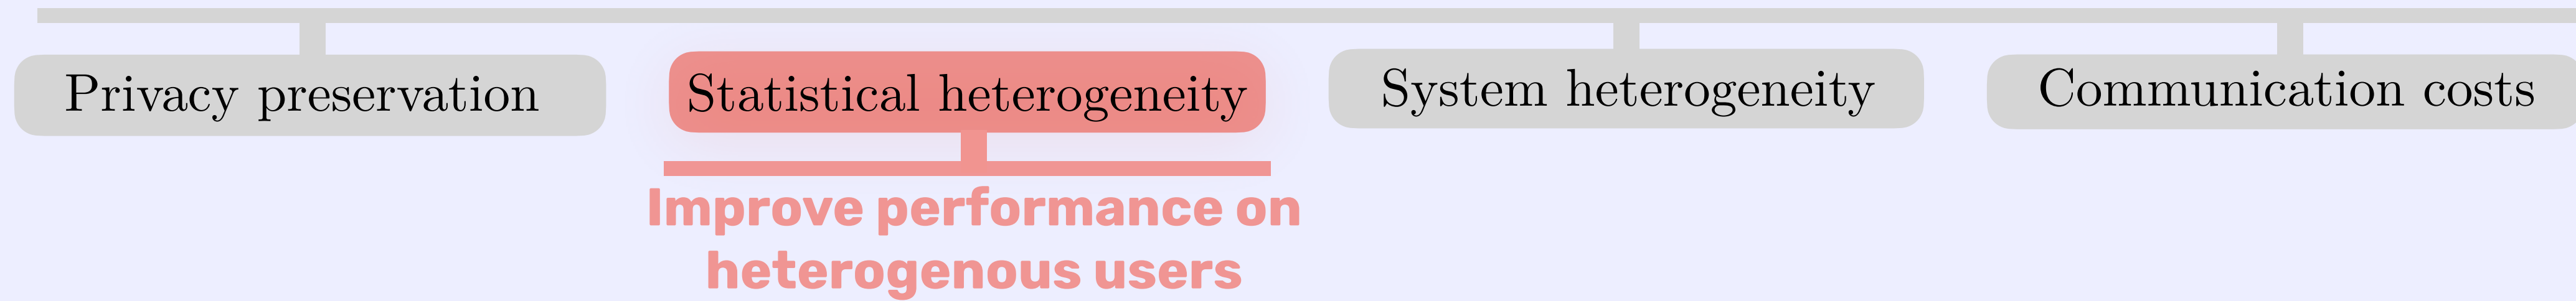 Privacy preservation
Statistical heterogeneity
System heterogeneity
Communication costs
Improve performance on
heterogenous users